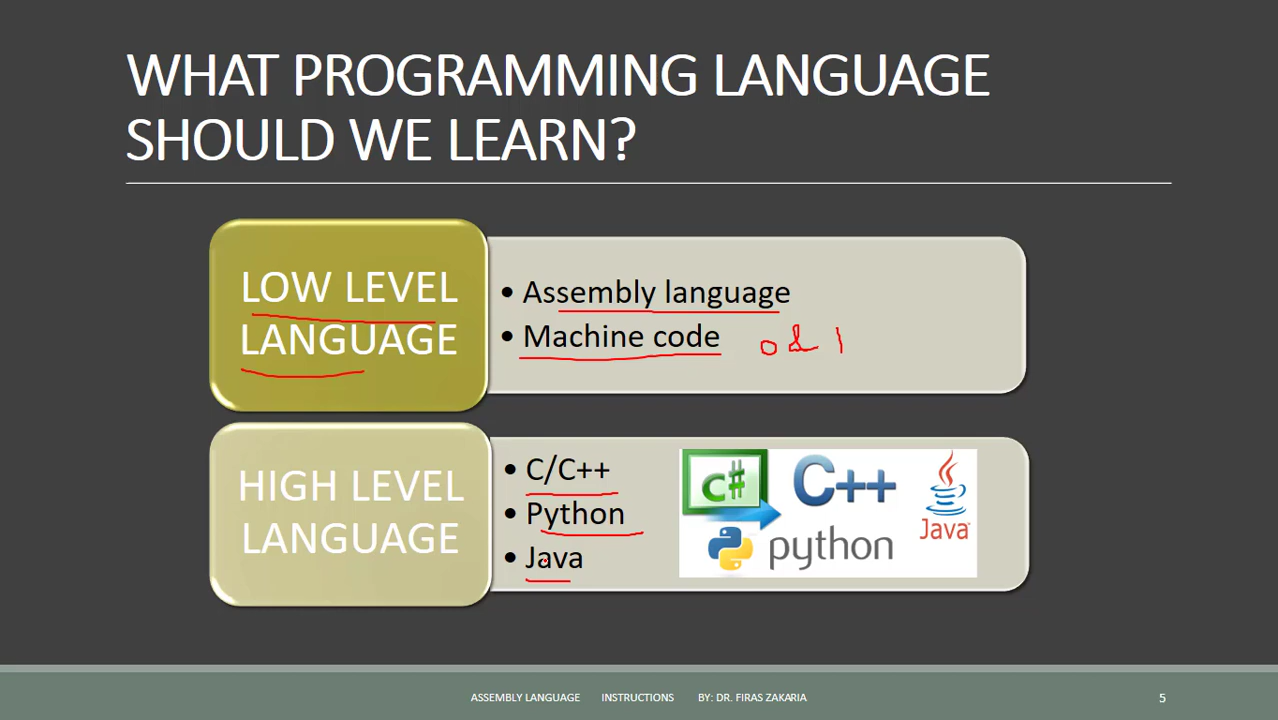 WHAT PROGRAMMING LANGUAGE
SHOULD WE LEARN?
LOW LEVEL
LANGUAGE
• Assembly language
• Machine code 0 & 1
HIGH LEVEL
LANGUAGE
• C/C++
• Python
• Java
C#
C++
Java
python
ASSEMBLY LANGUAGE INSTRUCTIONS BY: DR. FIRAS ZAKARIA
5